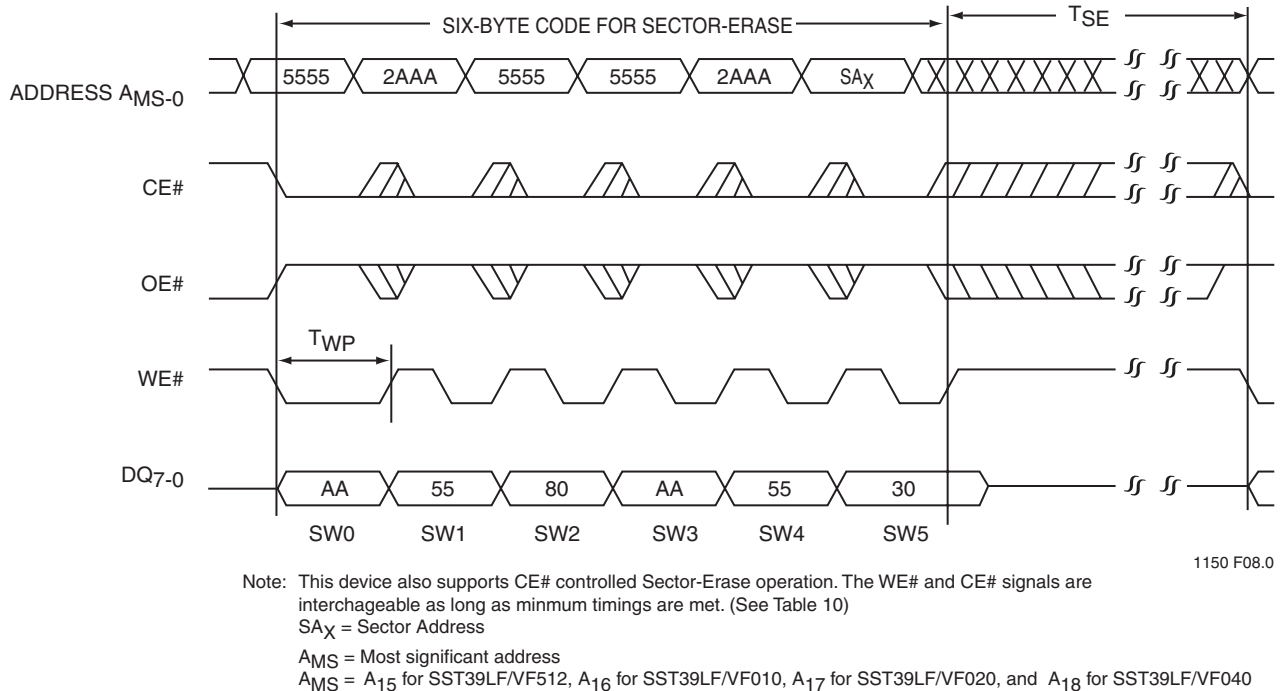 SIX-BYTE CODE FOR SECTOR-ERASE TSE
ADDRESS AMS-0 5555 2AAA 5555 5555 2AAA SAX
CE#
OE#
TWP
WE#
DQ7-0 AA 55 80 AA 55 30
SW0 SW1 SW2 SW3 SW4 SW5
1150 F08.0
Note: This device also supports CE# controlled Sector-Erase operation. The WE# and CE# signals are
interchageable as long as minmum timings are met. (See Table 10)
SAX = Sector Address
AMS = Most significant address
AMS = A15 for SST39LF/VF512, A16 for SST39LF/VF010, A17 for SST39LF/VF020, and A18 for SST39LF/VF040